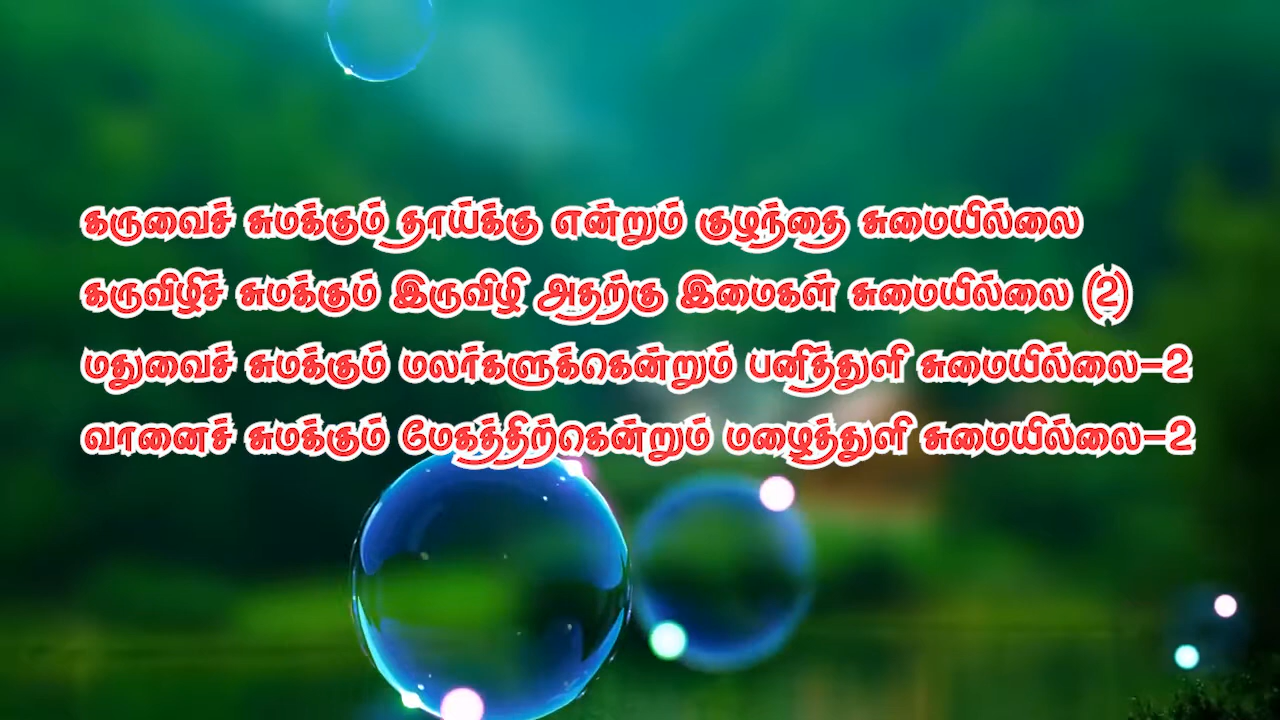 கருவைச் சுமக்கும் தாய்க்கு என்றும் குழந்தை சுமையில்லை
கருவிழிச் சுமக்கும் இருவிழி அதற்கு இமைகள் சுமையில்லை (2)
மதுவைச் சுமக்கும் மலர்களுக்கென்றும் பனித்துளி சுமையில்லை-2
வானைச் சுமக்கும் மேகத்திற்கென்றும் மழைத்துளி சுமையில்லை-2